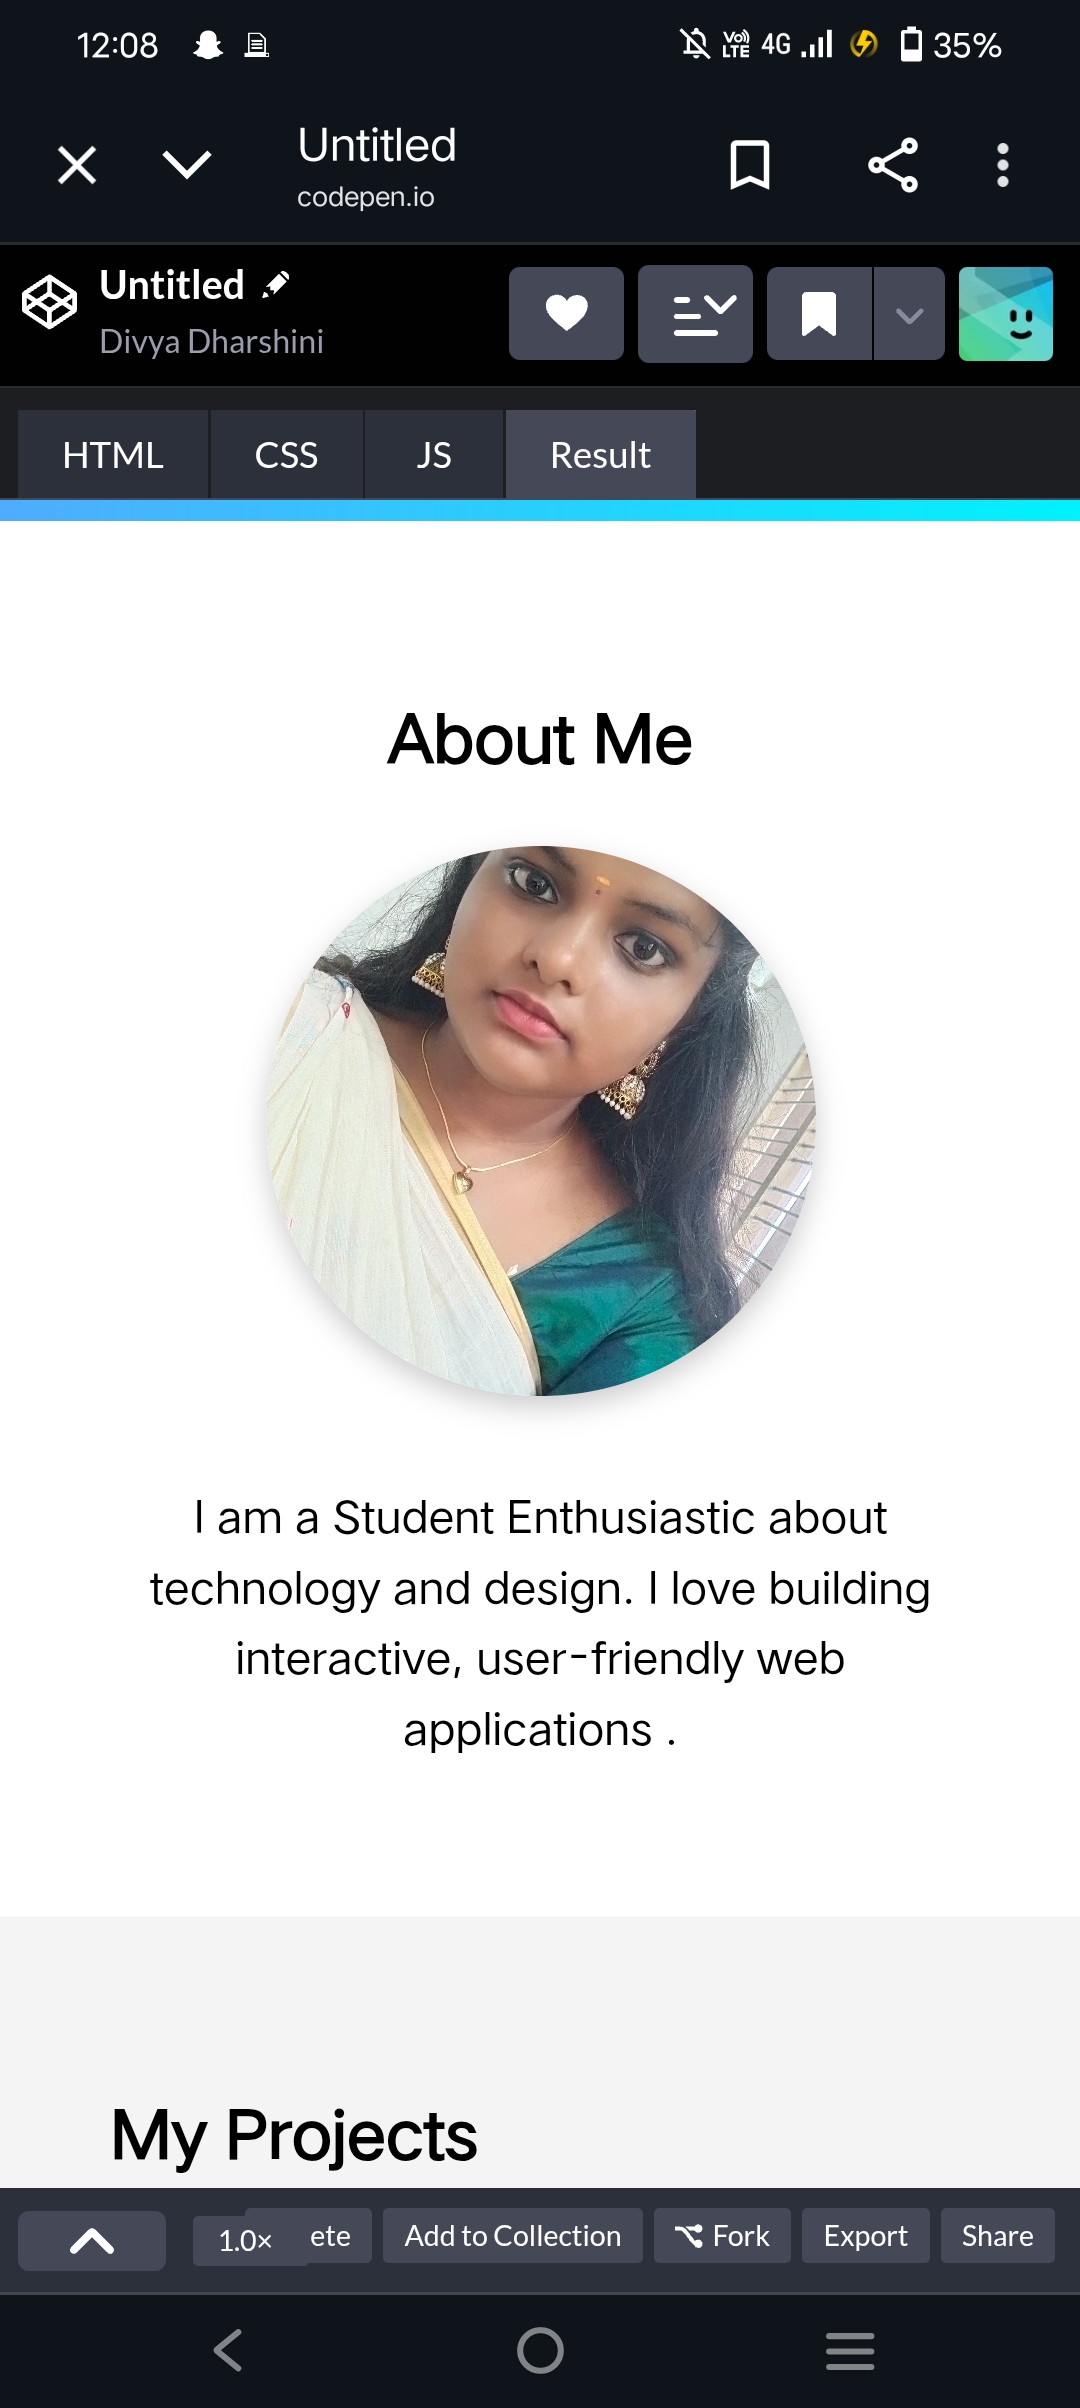 12:08
VoLTE 4G 35%
Untitled
codepen.io
Untitled
Divya Dharshini
HTML CSS JS Result
About Me
I am a Student Enthusiastic about
technology and design. I love building
interactive, user-friendly web
applications .
My Projects
1.0× ete Add to Collection Fork Export Share